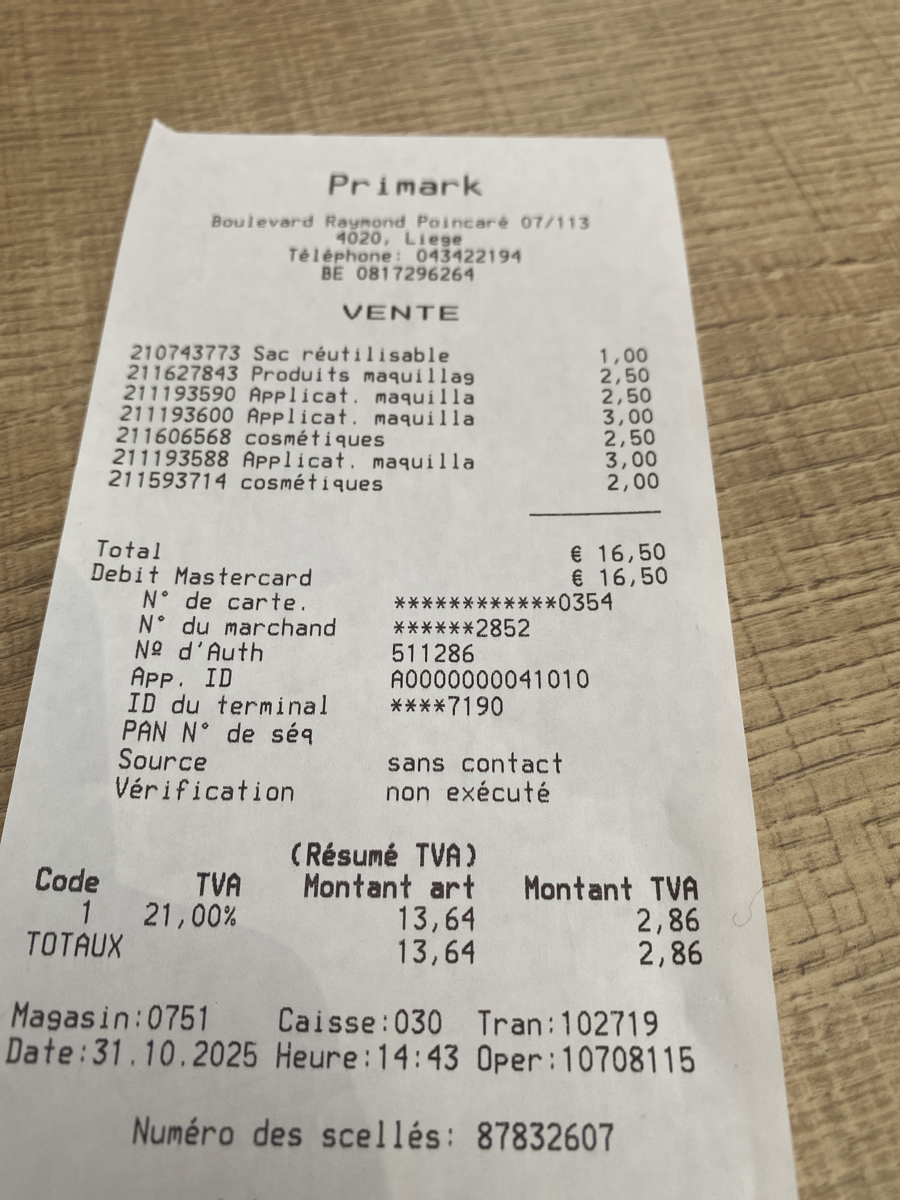 Primark
Boulevard Raymond Poincaré 07/113
4020, Liege
Téléphone: 043422194
BE 0817296264
VENTE
210743773 Sac réutilisable 1,00
211627843 Produits maquillag 2,50
211193590 Applicat. maquilla 2,50
211193600 Applicat. maquilla 3,00
211606568 cosmétiques 2,50
211193588 Applicat. maquilla 3,00
211593714 cosmétiques 2,00
Total € 16,50
Debit Mastercard € 16,50
N° de carte. ************0354
N° du marchand ******2852
Nº d'Auth 511286
App. ID A0000000041010
ID du terminal ****7190
PAN N° de séq
Source sans contact
Vérification non exécuté
(Résumé TVA)
Code TVA Montant art Montant TVA
1 21,00% 13,64 2,86
TOTAUX 13,64 2,86
Magasin:0751 Caisse:030 Tran:102719
Date:31.10.2025 Heure:14:43 Oper:10708115
Numéro des scellés: 87832607